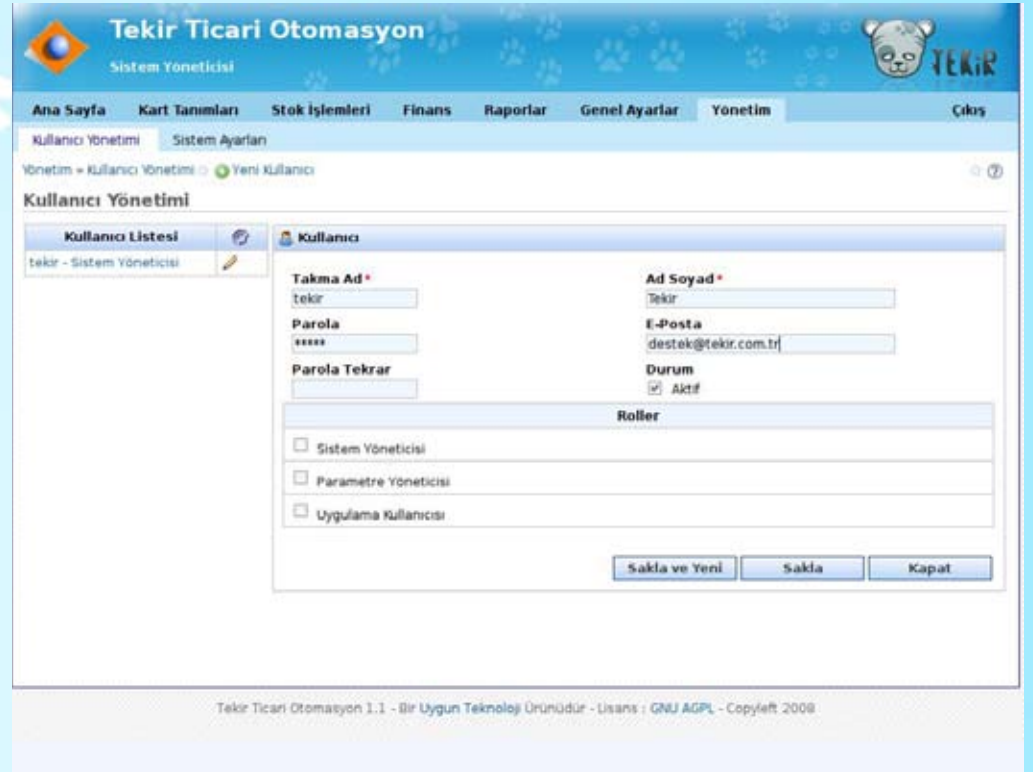 Tekir Ticari Otomasyon
Sistem Yöneticisi
TEKiR
Ana Sayfa Kart Tanımları Stok İşlemleri Finans Raporlar Genel Ayarlar Yönetim Çıkış
Kullanıcı Yönetimi Sistem Ayarları
Yönetim » Kullanıcı Yönetimi Yeni Kullanıcı
Kullanıcı Yönetimi
Kullanıcı Listesi
Kullanıcı
tekir - Sistem Yöneticisi
Takma Ad * Ad Soyad *
tekir Tekir
Parola E-Posta
***** destek@tekir.com.tr
Parola Tekrar Durum
Aktif
Roller
Sistem Yöneticisi
Parametre Yöneticisi
Uygulama Kullanıcısı
Sakla ve Yeni Sakla Kapat
Tekir Ticari Otomasyon 1.1 - Bir Uygun Teknoloji Ürünüdür - Lisans : GNU AGPL - Copyleft 2008